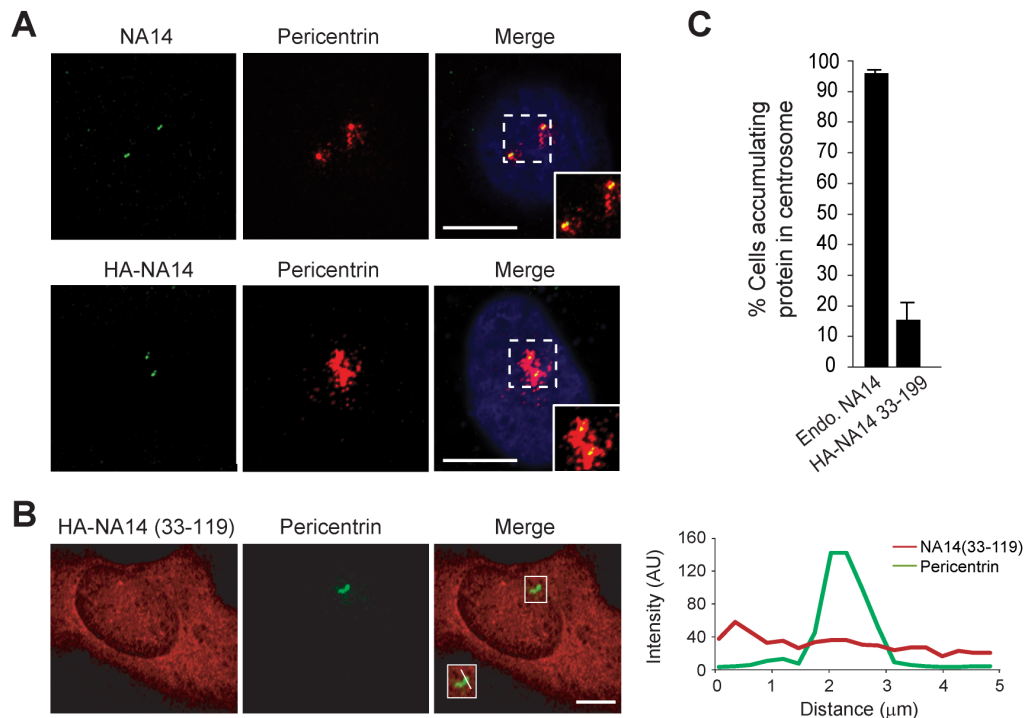 A
NA14 Pericentrin Merge
HA-NA14 Pericentrin Merge
B
HA-NA14 (33-119) Pericentrin Merge
NA14(33-119)
Pericentrin
Intensity (AU)
160
120
80
40
0
0 1 2 3 4 5
Distance (μm)
C
% Cells accumulating
protein in centrosome
100
90
80
70
60
50
40
30
20
10
0
Endo. NA14
HA-NA14 33-199